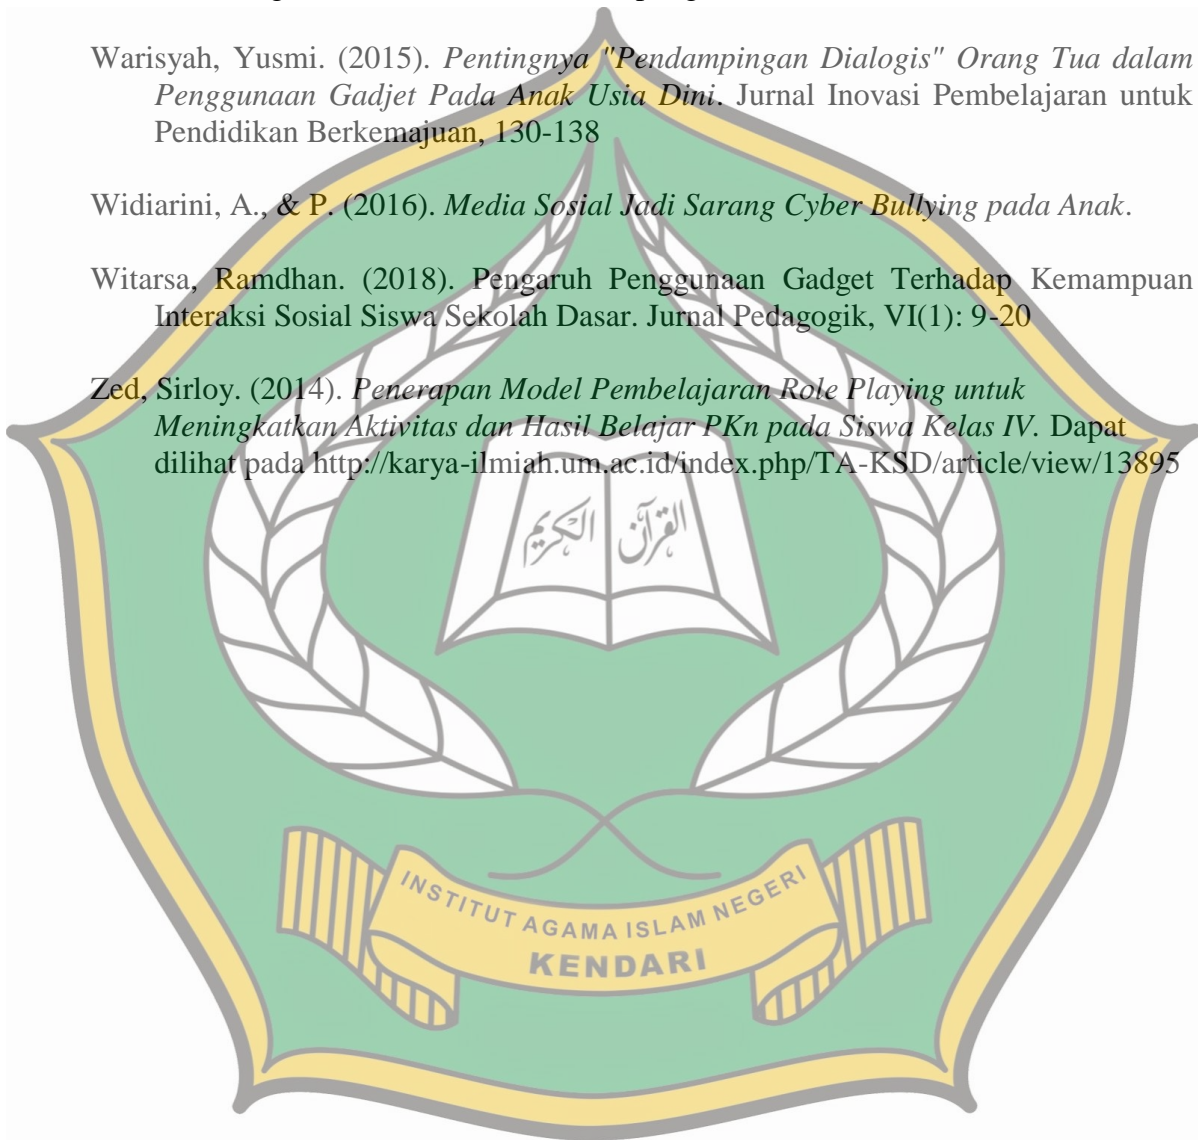 Warisyah, Yusmi. (2015). Pentingnya "Pendampingan Dialogis" Orang Tua dalam
Penggunaan Gadjet Pada Anak Usia Dini. Jurnal Inovasi Pembelajaran untuk
Pendidikan Berkemajuan, 130-138
Widiarini, A., & P. (2016). Media Sosial Jadi Sarang Cyber Bullying pada Anak.
Witarsa, Ramdhan. (2018). Pengaruh Penggunaan Gadget Terhadap Kemampuan
Interaksi Sosial Siswa Sekolah Dasar. Jurnal Pedagogik, VI(1): 9-20
Zed, Sirloy. (2014). Penerapan Model Pembelajaran Role Playing untuk
Meningkatkan Aktivitas dan Hasil Belajar PKn pada Siswa Kelas IV. Dapat
dilihat pada http://karya-ilmiah.um.ac.id/index.php/TA-KSD/article/view/13895
القرآن الكريم
INSTITUT AGAMA ISLAM NEGERI
KENDARI